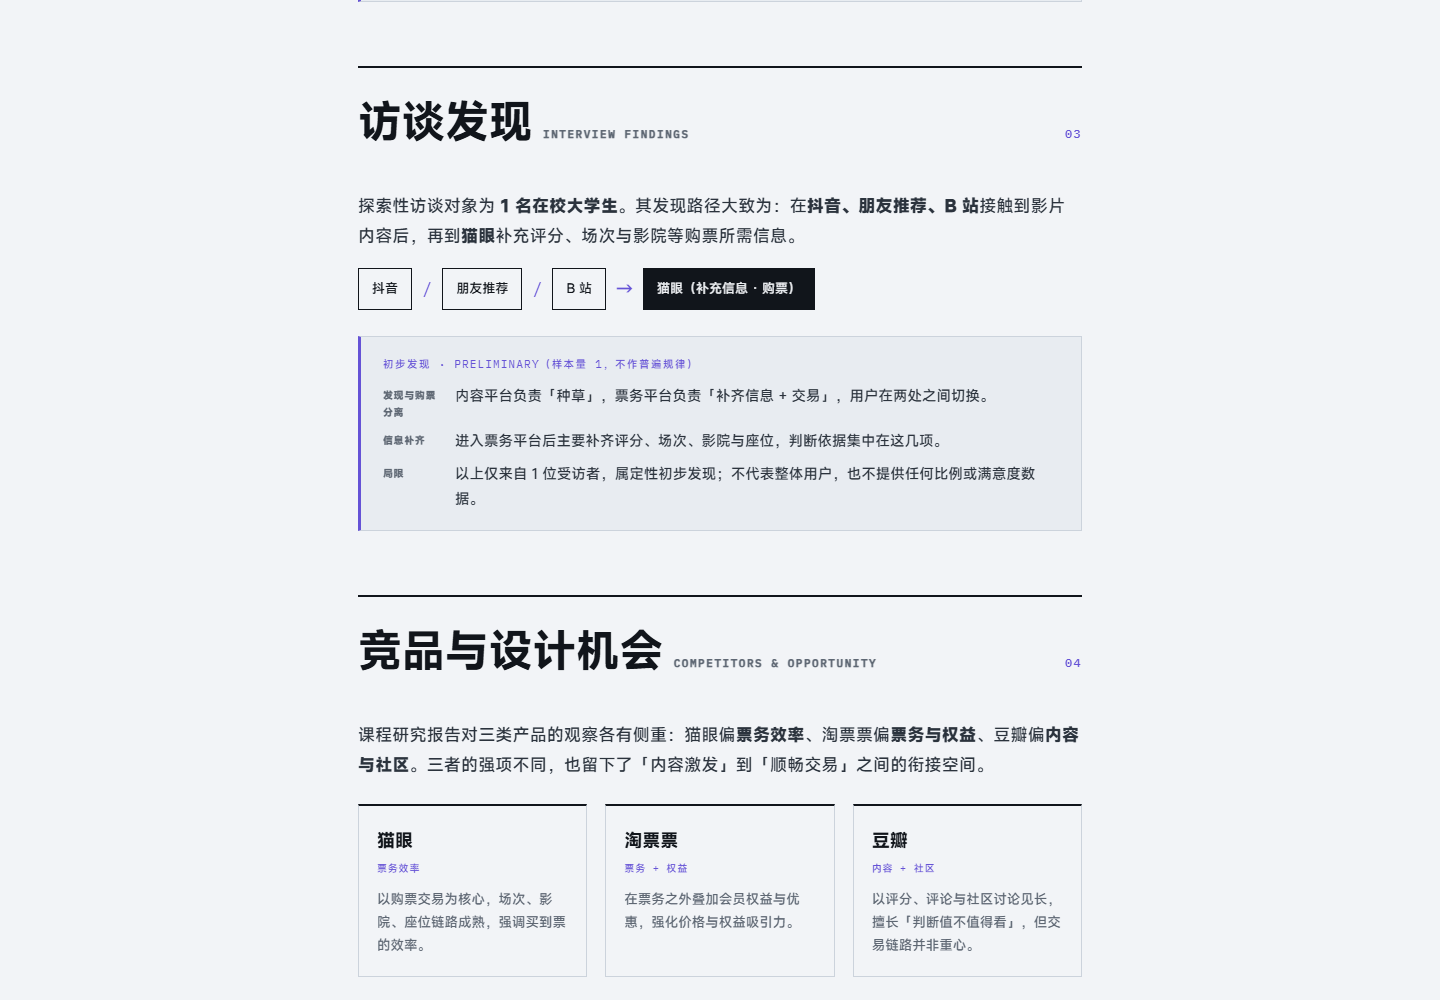 访谈发现 INTERVIEW FINDINGS 03
探索性访谈对象为 1 名在校大学生。其发现路径大致为：在抖音、朋友推荐、B 站接触到影片
内容后，再到猫眼补充评分、场次与影院等购票所需信息。
抖音 / 朋友推荐 / B 站 → 猫眼（补充信息 · 购票）
初步发现 · PRELIMINARY（样本量 1，不作普遍规律）
发现与购票 内容平台负责「种草」，票务平台负责「补齐信息 + 交易」，用户在两处之间切换。
分离
信息补齐 进入票务平台后主要补齐评分、场次、影院与座位，判断依据集中在这几项。
局限 以上仅来自 1 位受访者，属定性初步发现；不代表整体用户，也不提供任何比例或满意度数
据。
竞品与设计机会 COMPETITORS & OPPORTUNITY 04
课程研究报告对三类产品的观察各有侧重：猫眼偏票务效率、淘票票偏票务与权益、豆瓣偏内容
与社区。三者的强项不同，也留下了「内容激发」到「顺畅交易」之间的衔接空间。
猫眼
票务效率
以购票交易为核心，场次、影
院、座位链路成熟，强调买到票
的效率。
淘票票
票务 + 权益
在票务之外叠加会员权益与优
惠，强化价格与权益吸引力。
豆瓣
内容 + 社区
以评分、评论与社区讨论见长，
擅长「判断值不值得看」，但交
易链路并非重心。